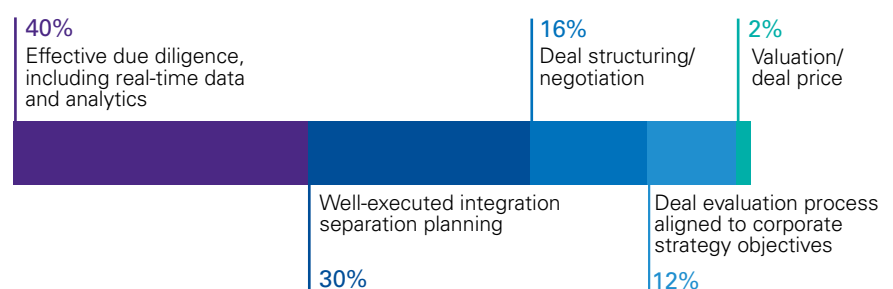 40%
Effective due diligence,
including real-time data
and analytics
16%
Deal structuring/
negotiation
2%
Valuation/
deal price
Well-executed integration
separation planning
30%
Deal evaluation process
aligned to corporate
strategy objectives
12%